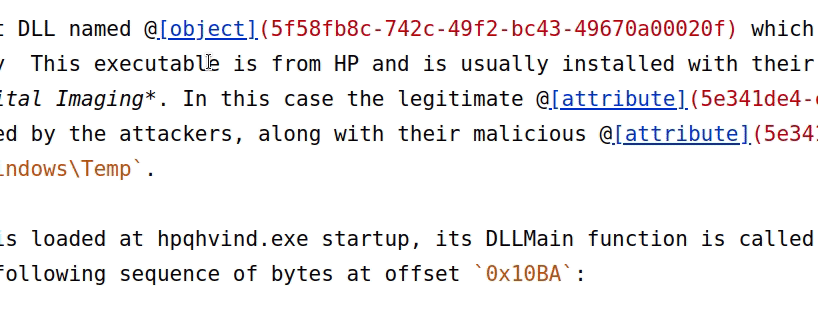 t DLL named @[object](5f58fb8c-742c-49f2-bc43-49670a00020f) which
y  This executable is from HP and is usually installed with their
ital Imaging*. In this case the legitimate @[attribute](5e341de4-
ed by the attackers, along with their malicious @[attribute](5e341
indows\Temp`.
is loaded at hpqhvind.exe startup, its DLLMain function is called
following sequence of bytes at offset `0x10BA`: